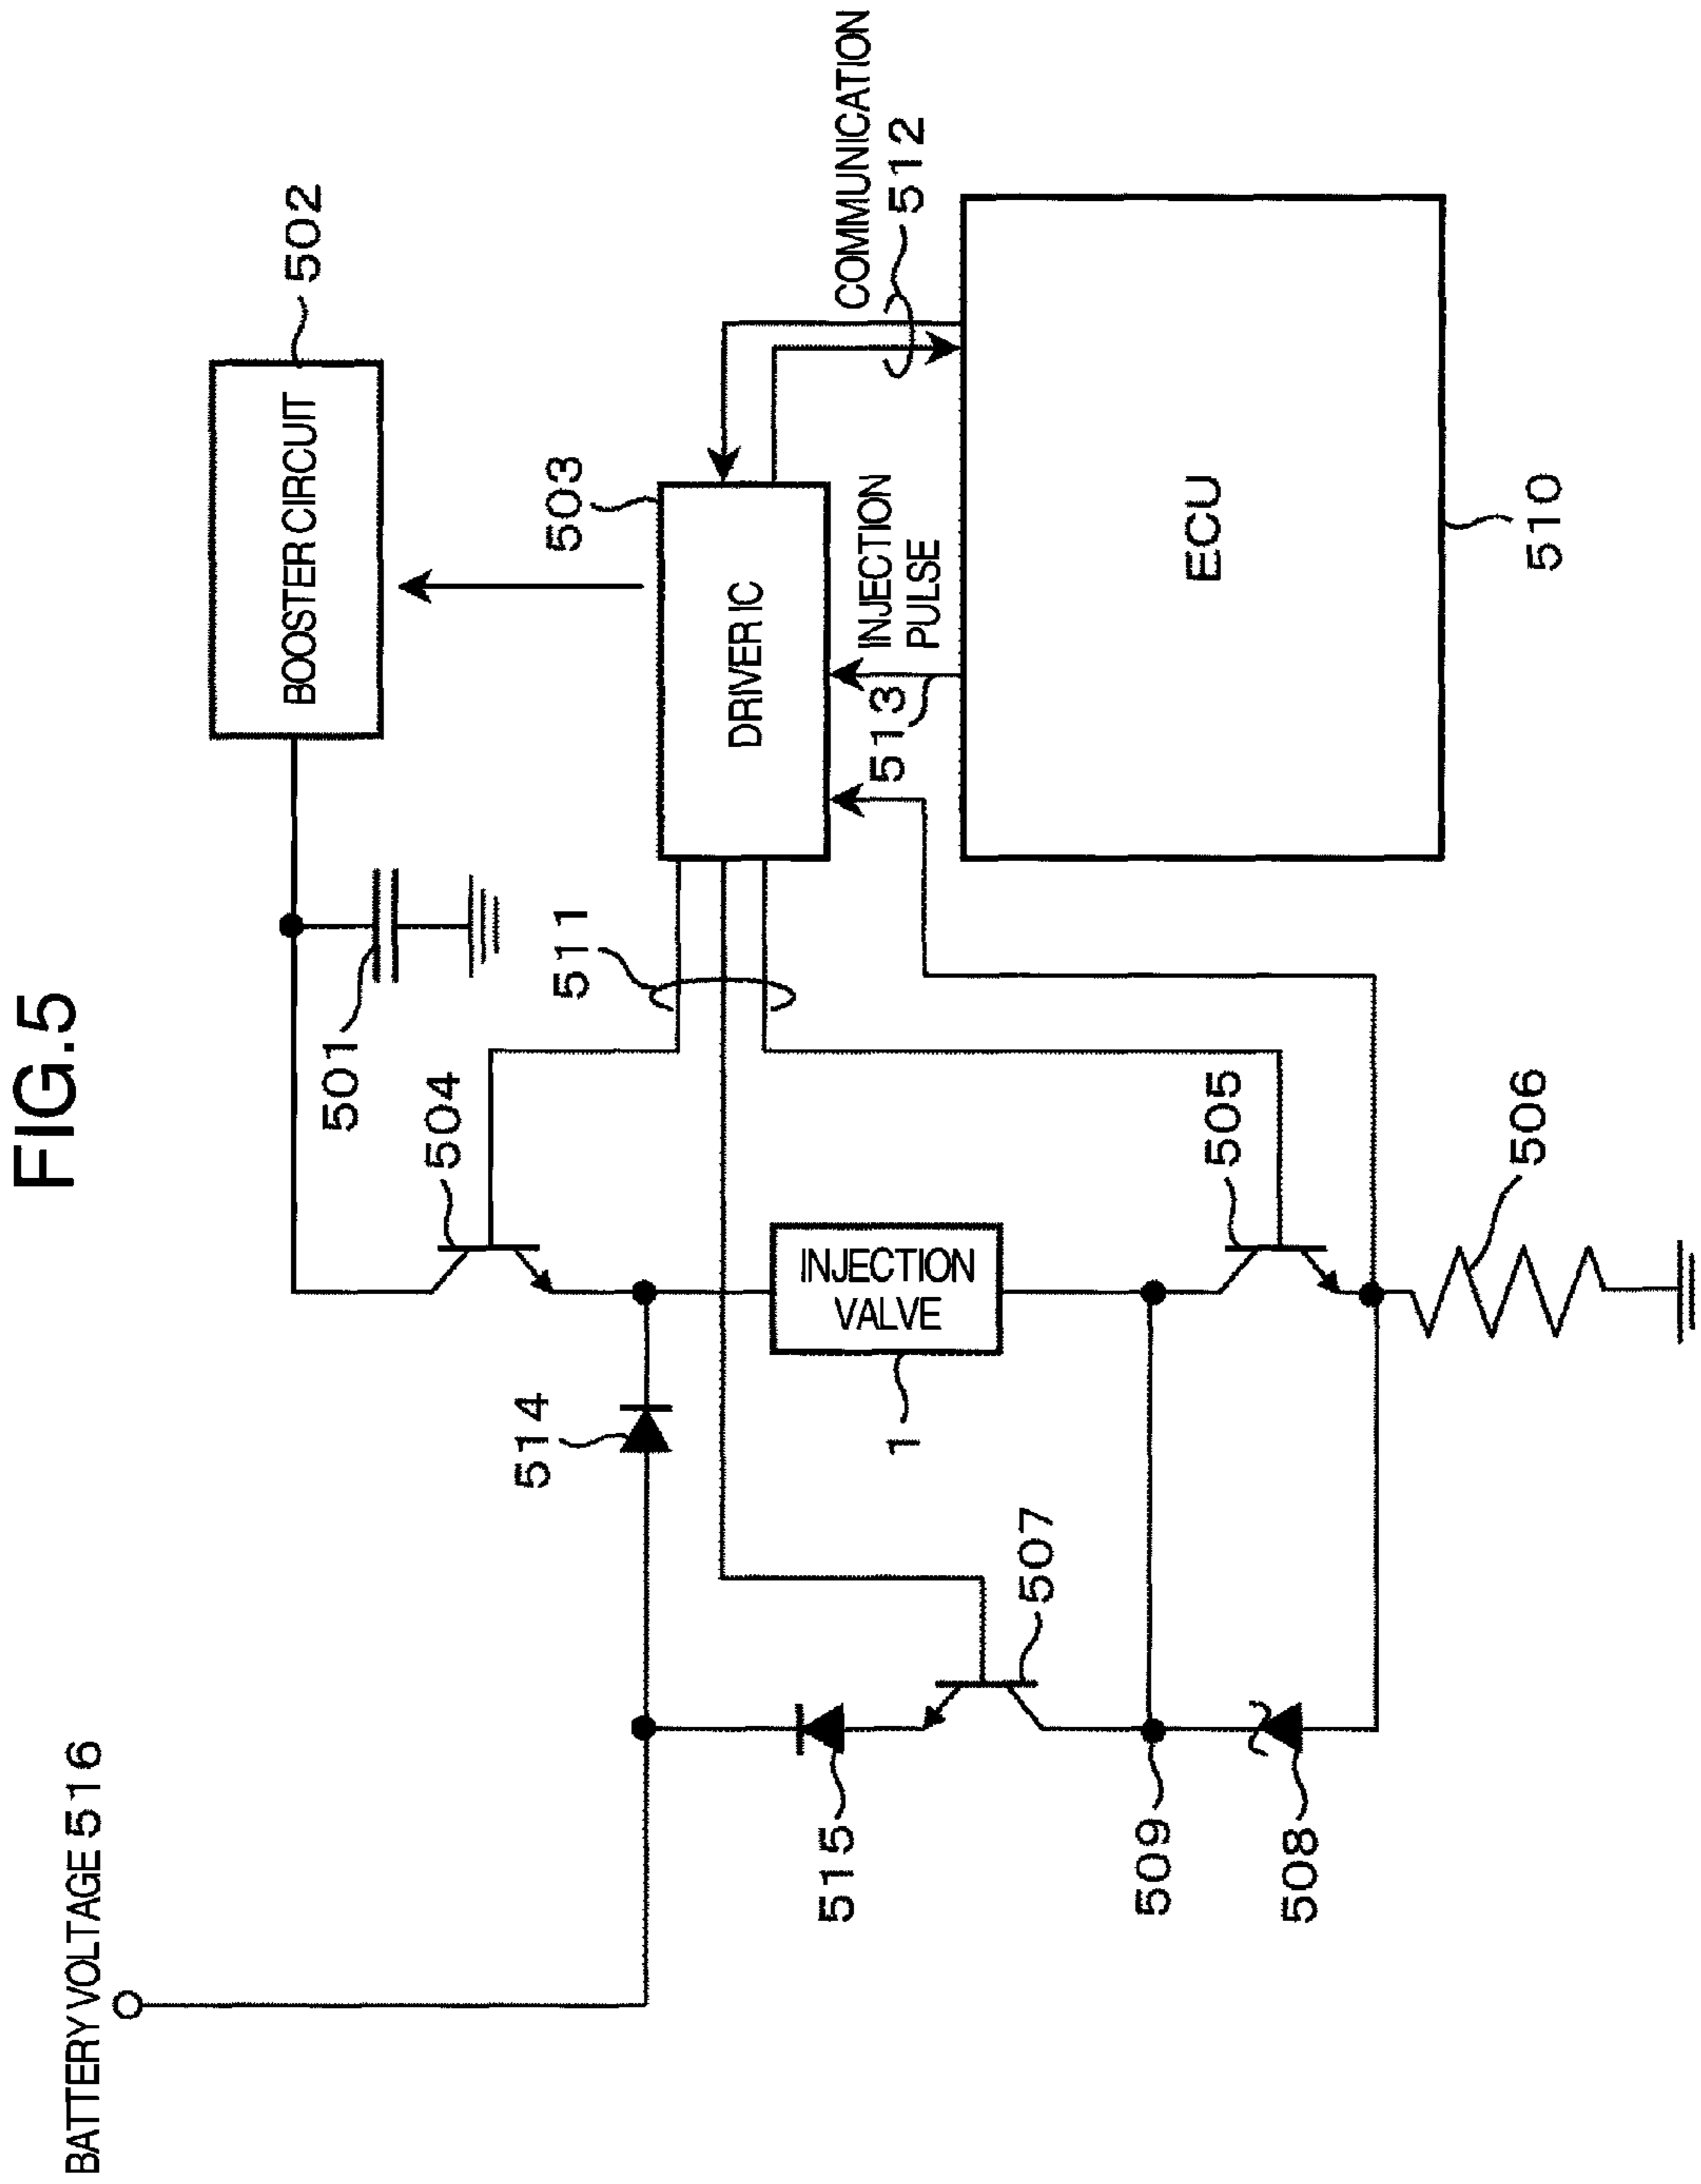 FIG.5
BATTERY VOLTAGE 516
BOOSTER CIRCUIT
502
501
504
514
511
503
DRIVER IC
COMMUNICATION
512
INJECTION
PULSE
513
INJECTION
VALVE
1
515
507
509
505
508
506
ECU
510